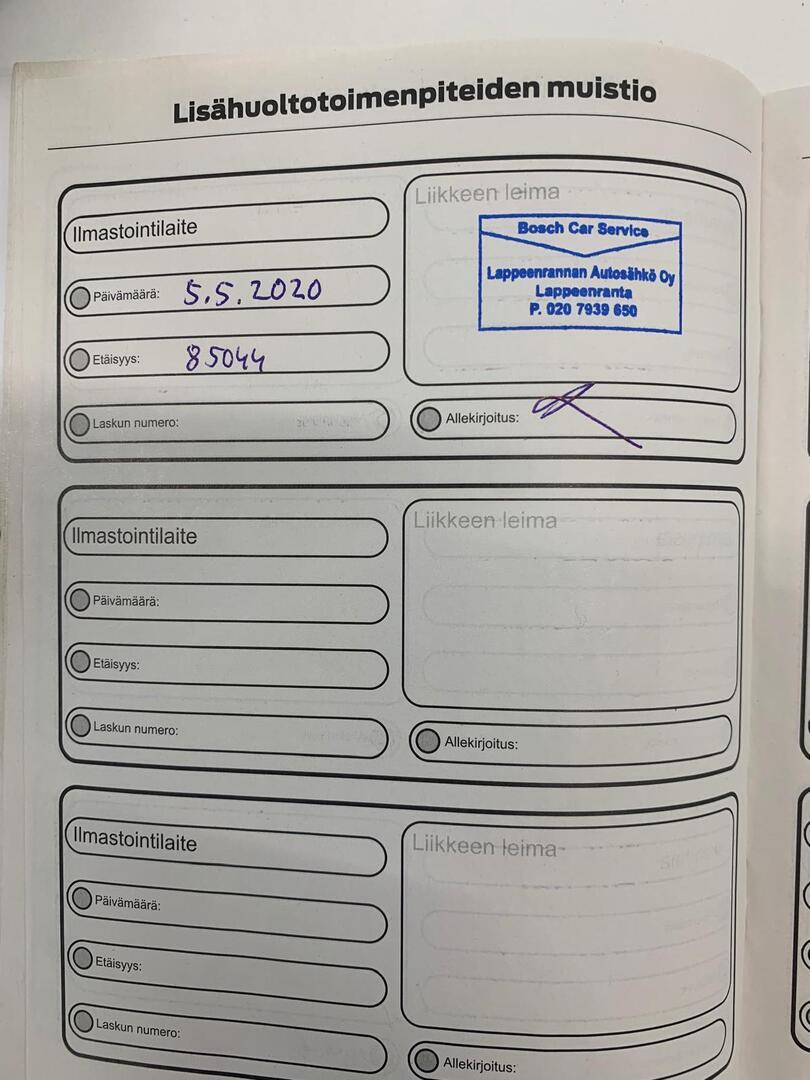 Lisähuoltotoimenpiteiden muistio
Ilmastointilaite
Päivämäärä: 5.5.2020
Etäisyys: 85044
Laskun numero:
Liikkeen leima
Bosch Car Service
Lappeenrannan Autosähkö Oy
Lappeenranta
P. 020 7939 650
Allekirjoitus:
Ilmastointilaite
Päivämäärä:
Etäisyys:
Laskun numero:
Liikkeen leima
Allekirjoitus:
Ilmastointilaite
Päivämäärä:
Etäisyys:
Laskun numero:
Liikkeen leima
Allekirjoitus: